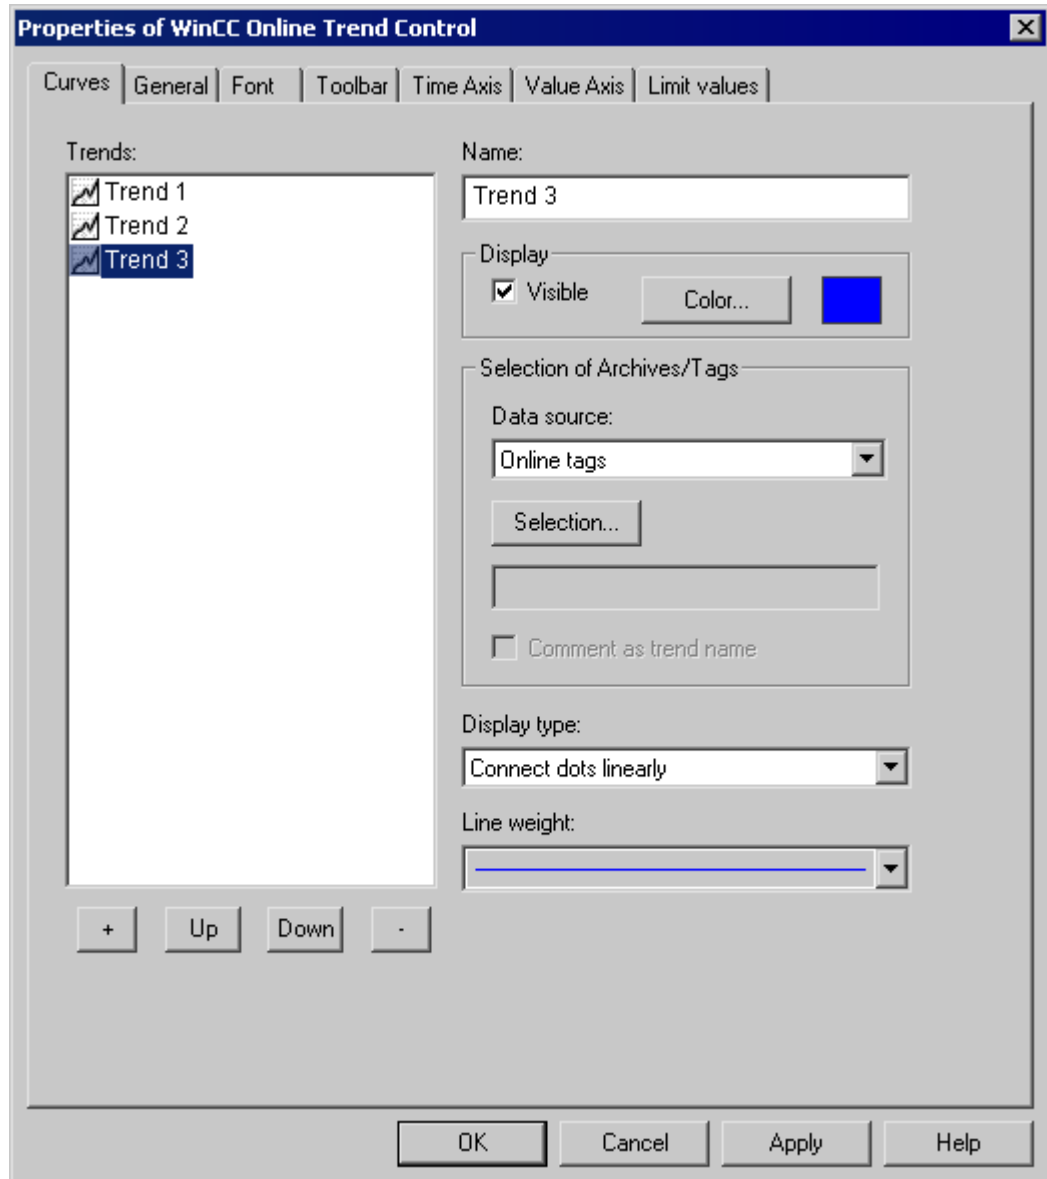 Properties of WinCC Online Trend Control
Curves General Font Toolbar Time Axis Value Axis Limit values
Trends:
Trend 1
Trend 2
Trend 3
+ Up Down -
Name:
Trend 3
Display
Visible Color...
Selection of Archives/Tags
Data source:
Online tags
Selection...
Comment as trend name
Display type:
Connect dots linearly
Line weight:
OK Cancel Apply Help